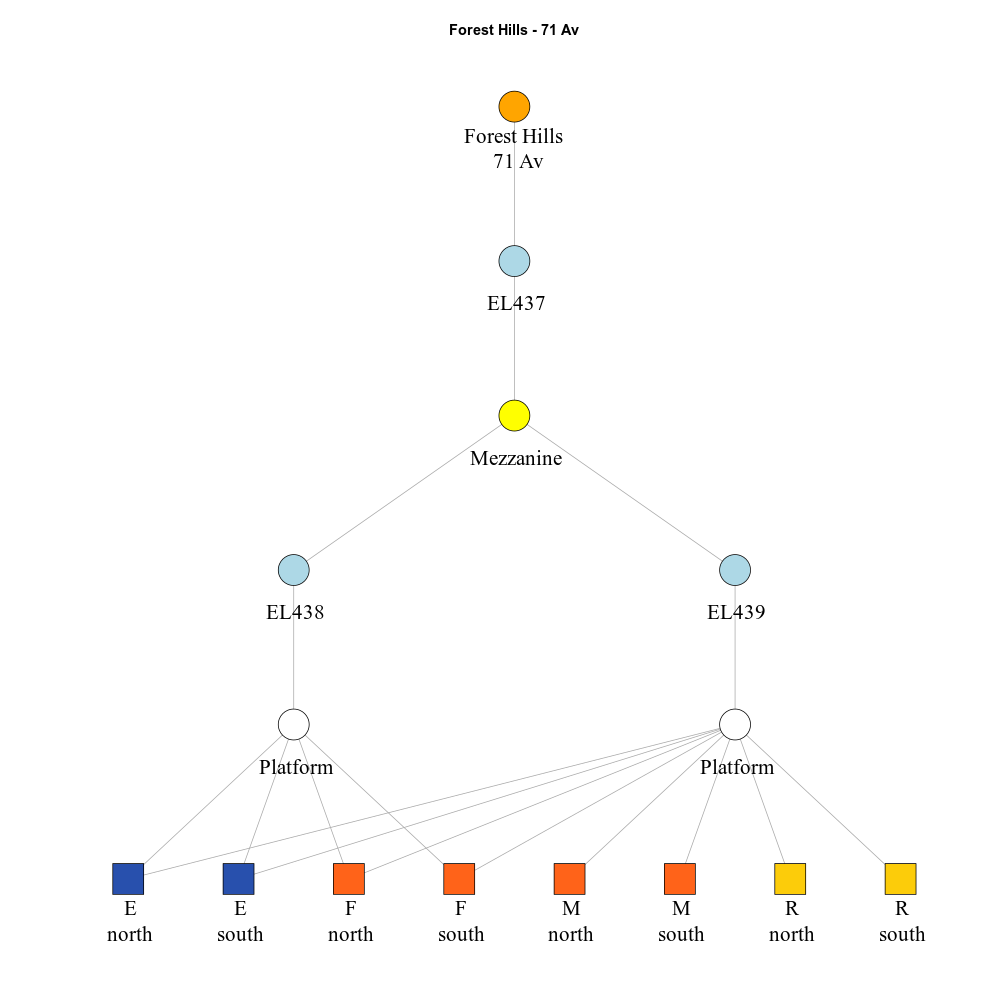 Forest Hills - 71 Av
Forest Hills
71 Av
EL437
Mezzanine
EL438 EL439
Platform Platform
E E F F M M R R
north south north south north south north south